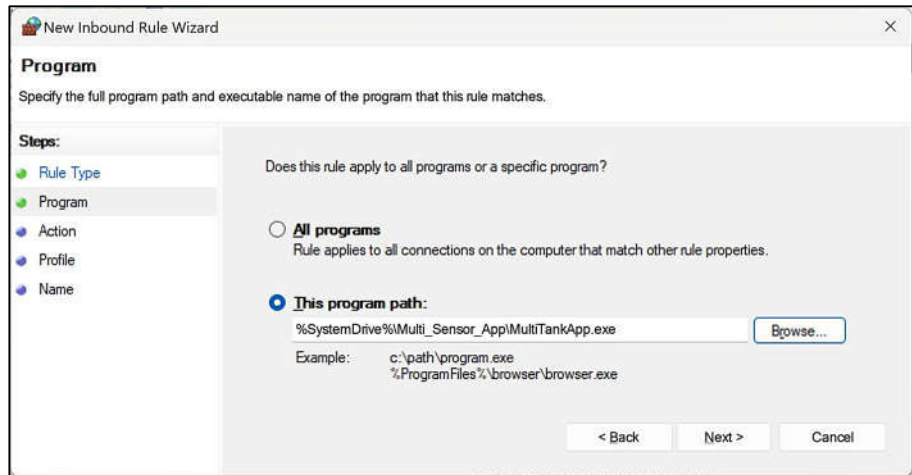 New Inbound Rule Wizard
Program
Specify the full program path and executable name of the program that this rule matches.
Steps:
Rule Type
Program
Action
Profile
Name
Does this rule apply to all programs or a specific program?
All programs
Rule applies to all connections on the computer that match other rule properties.
This program path:
%SystemDrive%\Multi_Sensor_App\MultiTankApp.exe
Browse...
Example: c:\path\program.exe
%ProgramFiles%\browser\browser.exe
< Back Next > Cancel